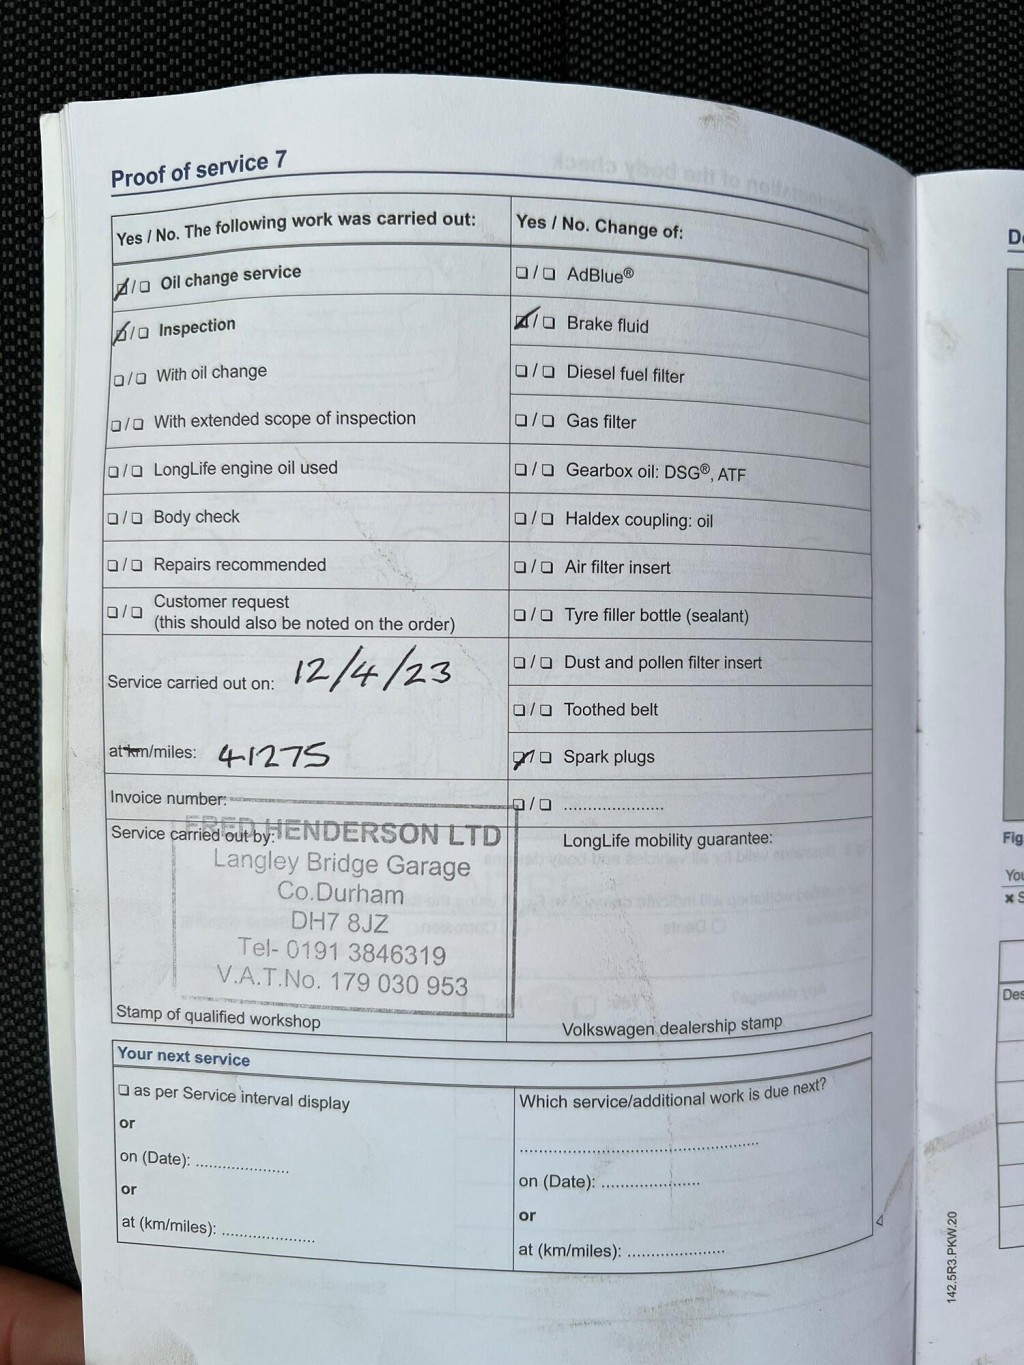 Proof of service 7
Yes / No. The following work was carried out:
☑/☐ Oil change service
☑/☐ Inspection
☐/☐ With oil change
☐/☐ With extended scope of inspection
☐/☐ LongLife engine oil used
☐/☐ Body check
☐/☐ Repairs recommended
☐/☐ Customer request
(this should also be noted on the order)
Service carried out on: 12/4/23
at km/miles: 41275
Invoice number:
Service carried out by:
FRED HENDERSON LTD
Langley Bridge Garage
Co.Durham
DH7 8JZ
Tel- 0191 3846319
V.A.T.No. 179 030 953
Stamp of qualified workshop
Yes / No. Change of:
☐/☐ AdBlue®
☑/☐ Brake fluid
☐/☐ Diesel fuel filter
☐/☐ Gas filter
☐/☐ Gearbox oil: DSG®, ATF
☐/☐ Haldex coupling: oil
☐/☐ Air filter insert
☐/☐ Tyre filler bottle (sealant)
☐/☐ Dust and pollen filter insert
☐/☐ Toothed belt
☑/☐ Spark plugs
☐/☐ .....................
LongLife mobility guarantee:
Volkswagen dealership stamp
Your next service
☐ as per Service interval display
or
on (Date): ....................
or
at (km/miles): ....................
Which service/additional work is due next?
..................................................
on (Date): .....................
or
at (km/miles): .....................
142.5R3.PKW.20
Fig